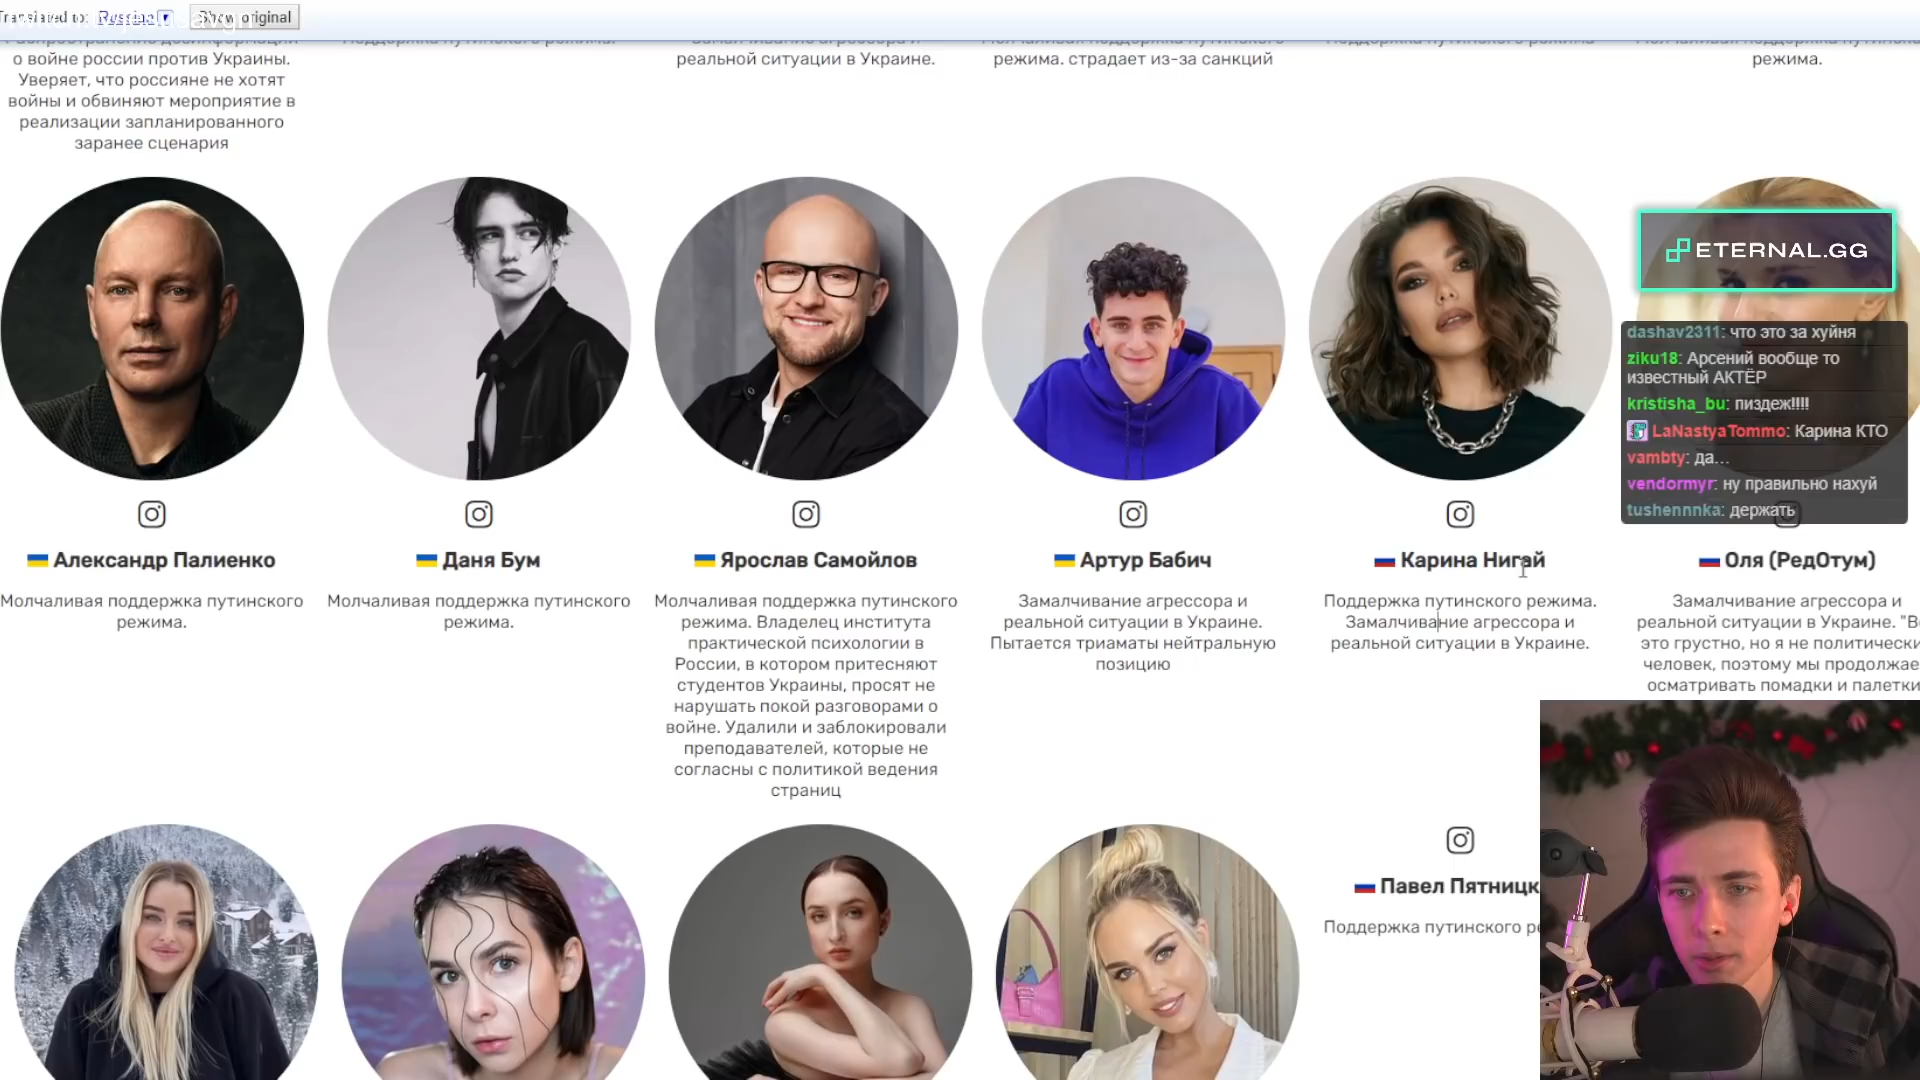 Translated to: Russian
Show original
о войне россии против Украины.
Уверяет, что россияне не хотят
войны и обвиняют мероприятие в
реализации запланированного
заранее сценария
реальной ситуации в Украине.
режима. страдает из-за санкций
режима.
ETERNAL.GG
dashav2311: что это за хуйня
ziku18: Арсений вообще то
известный АКТЁР
kristisha_bu: пиздеж!!!!
LaNastyaTommo: Карина КТО
vambty: да...
vendormyr: ну правильно нахуй
tushennnka: держать
Александр Палиенко
Молчаливая поддержка путинского
режима.
Даня Бум
Молчаливая поддержка путинского
режима.
Ярослав Самойлов
Молчаливая поддержка путинского
режима. Владелец института
практической психологии в
России, в котором притесняют
студентов Украины, просят не
нарушать покой разговорами о
войне. Удалили и заблокировали
преподавателей, которые не
согласны с политикой ведения
страниц
Артур Бабич
Замалчивание агрессора и
реальной ситуации в Украине.
Пытается триаматы нейтральную
позицию
Карина Нигай
Поддержка путинского режима.
Замалчивание агрессора и
реальной ситуации в Украине.
Оля (РедОтум)
Замалчивание агрессора и
реальной ситуации в Украине. "В
это грустно, но я не политически
человек, поэтому мы продолжае
осматривать помадки и палетки
Павел Пятницк
Поддержка путинского р